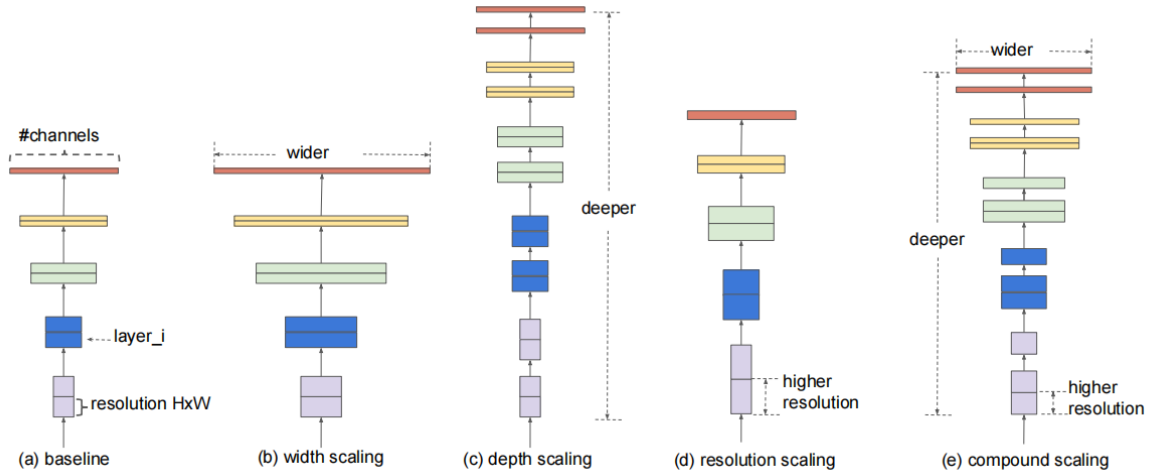 #channels
layer_i
resolution HxW
(a) baseline
wider
(b) width scaling
deeper
(c) depth scaling
higher
resolution
(d) resolution scaling
wider
deeper
higher
resolution
(e) compound scaling